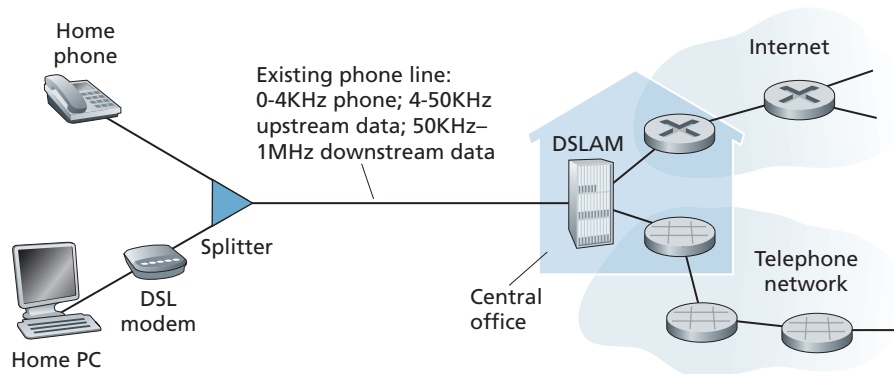 Home
phone
Existing phone line:
0-4KHz phone; 4-50KHz
upstream data; 50KHz–
1MHz downstream data
Internet
DSLAM
Splitter
DSL
modem
Home PC
Central
office
Telephone
network